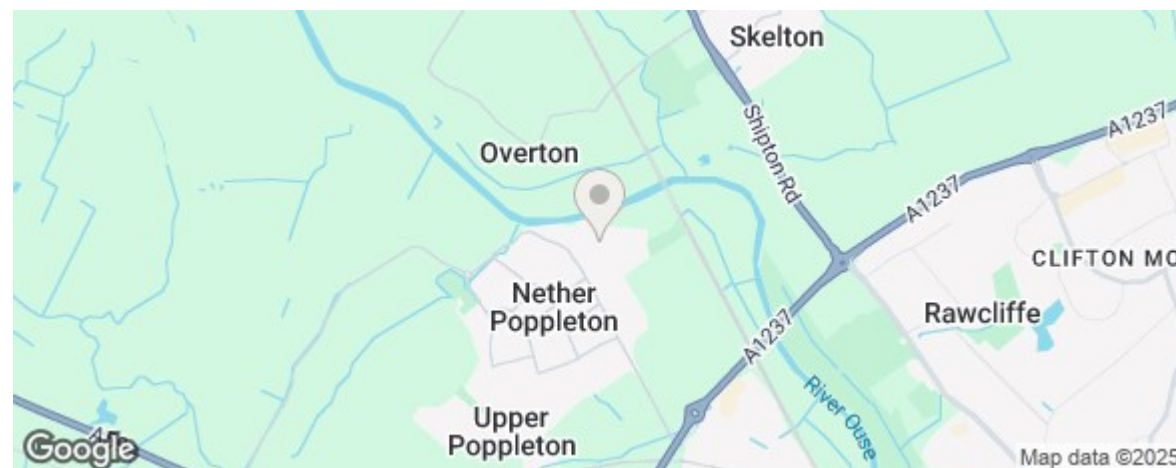 Skelton
Shipton Rd
A1237
Overton
A1237
CLIFTON MO
Nether
Poppleton
Rawcliffe
A1237
River Ouse
Upper
Poppleton
Google
Map data ©2025